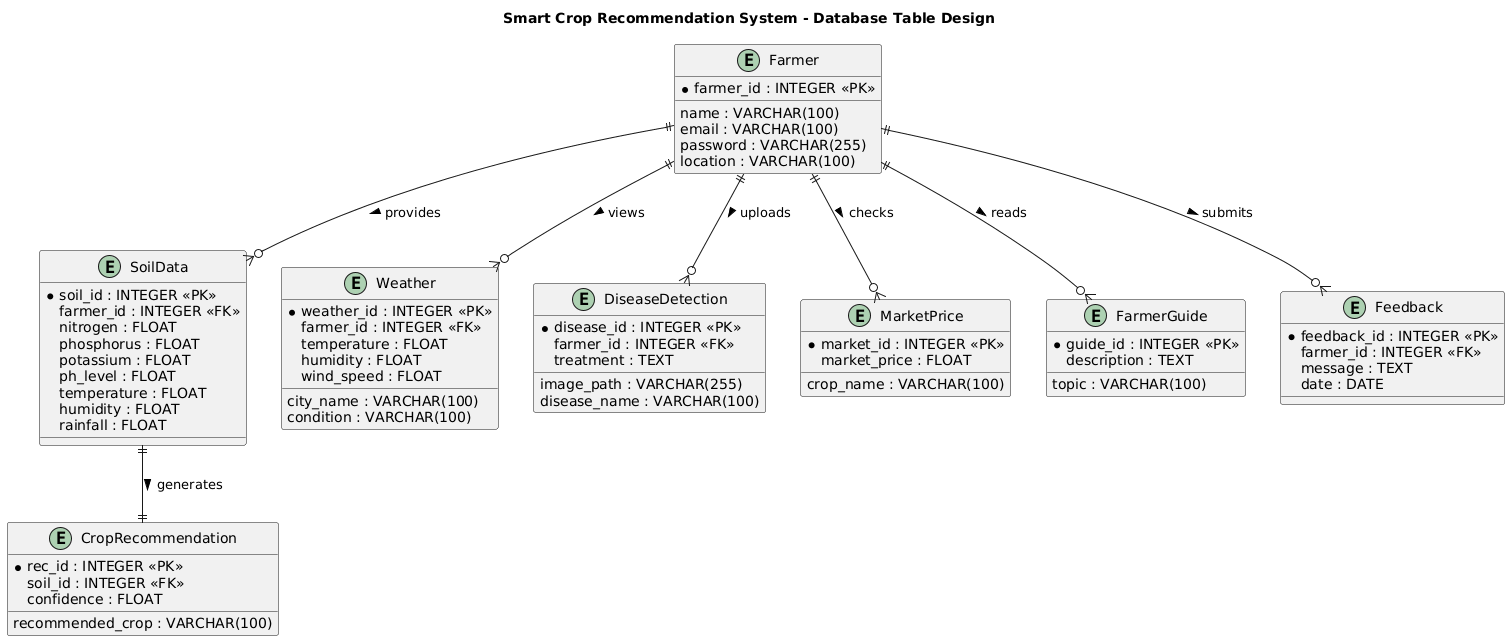 Smart Crop Recommendation System - Database Table Design
E Farmer
* farmer_id : INTEGER «PK»
name : VARCHAR(100)
email : VARCHAR(100)
password : VARCHAR(255)
location : VARCHAR(100)
provides
views
uploads
checks
reads
submits
E SoilData
* soil_id : INTEGER «PK»
farmer_id : INTEGER «FK»
nitrogen : FLOAT
phosphorus : FLOAT
potassium : FLOAT
ph_level : FLOAT
temperature : FLOAT
humidity : FLOAT
rainfall : FLOAT
E Weather
* weather_id : INTEGER «PK»
farmer_id : INTEGER «FK»
temperature : FLOAT
humidity : FLOAT
wind_speed : FLOAT
city_name : VARCHAR(100)
condition : VARCHAR(100)
E DiseaseDetection
* disease_id : INTEGER «PK»
farmer_id : INTEGER «FK»
treatment : TEXT
image_path : VARCHAR(255)
disease_name : VARCHAR(100)
E MarketPrice
* market_id : INTEGER «PK»
market_price : FLOAT
crop_name : VARCHAR(100)
E FarmerGuide
* guide_id : INTEGER «PK»
description : TEXT
topic : VARCHAR(100)
E Feedback
* feedback_id : INTEGER «PK»
farmer_id : INTEGER «FK»
message : TEXT
date : DATE
generates
E CropRecommendation
* rec_id : INTEGER «PK»
soil_id : INTEGER «FK»
confidence : FLOAT
recommended_crop : VARCHAR(100)